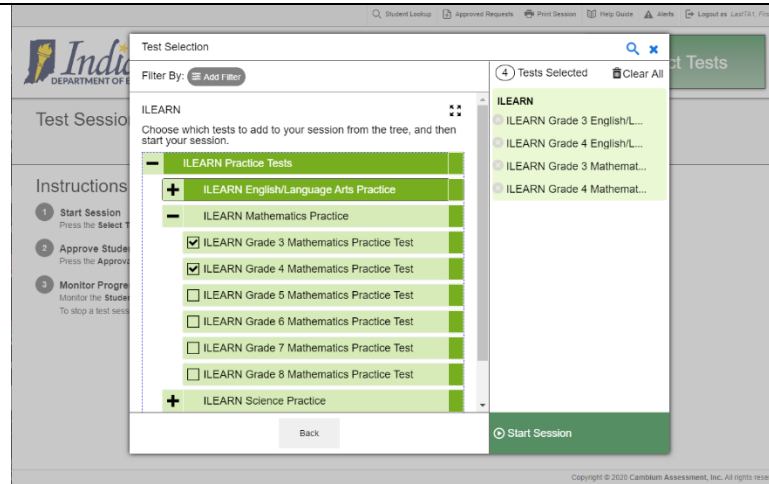 Student Lookup Approved Requests Print Session Help Guide Alerts Logout as LastTA1, Firs
India
DEPARTMENT OF E
ct Tests
Test Sessio
Instructions
1 Start Session
Press the Select T
2 Approve Studen
Press the Approva
3 Monitor Progre
Monitor the Studen
To stop a test sess
Test Selection
Filter By: Add Filter
ILEARN
Choose which tests to add to your session from the tree, and then
start your session.
ILEARN Practice Tests
ILEARN English/Language Arts Practice
ILEARN Mathematics Practice
ILEARN Grade 3 Mathematics Practice Test
ILEARN Grade 4 Mathematics Practice Test
ILEARN Grade 5 Mathematics Practice Test
ILEARN Grade 6 Mathematics Practice Test
ILEARN Grade 7 Mathematics Practice Test
ILEARN Grade 8 Mathematics Practice Test
ILEARN Science Practice
Back
4 Tests Selected Clear All
ILEARN
ILEARN Grade 3 English/L...
ILEARN Grade 4 English/L...
ILEARN Grade 3 Mathemat...
ILEARN Grade 4 Mathemat...
Start Session
Copyright © 2020 Cambium Assessment, Inc. All rights rese